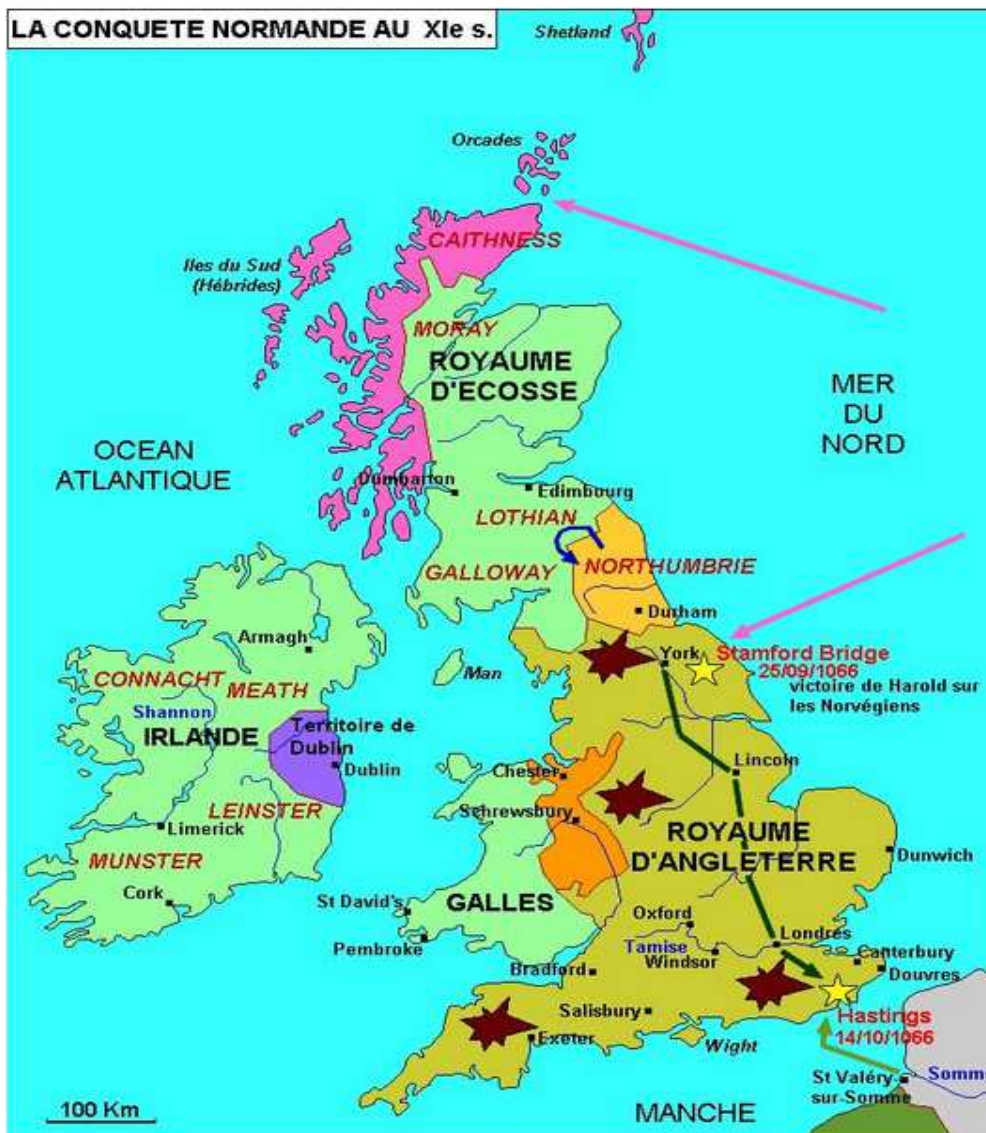 LA CONQUETE NORMANDE AU XIe s.
Shetland
Orcades
CAITHNESS
Iles du Sud
(Hébrides)
MORAY
ROYAUME
D'ECOSSE
MER
DU
NORD
OCEAN
ATLANTIQUE
Dumbarton
Edimbourg
LOTHIAN
GALLOWAY
NORTHUMBRIE
Durham
Armagh
Man
York
Stamford Bridge
25/09/1066
victoire de Harold sur
les Norvégiens
CONNACHT
MEATH
Shannon
IRLANDE
Territoire de
Dublin
Dublin
Chester
Lincoln
LEINSTER
Schrewsbury
Limerick
MUNSTER
ROYAUME
D'ANGLETERRE
Dunwich
Cork
St David's
GALLES
Pembroke
Oxford
Londres
Tamise
Windsor
Canterbury
Bradford
Douvres
Salisbury
Hastings
14/10/1066
Exeter
Wight
St Valéry
sur-Somme
Somm
100 Km
MANCHE